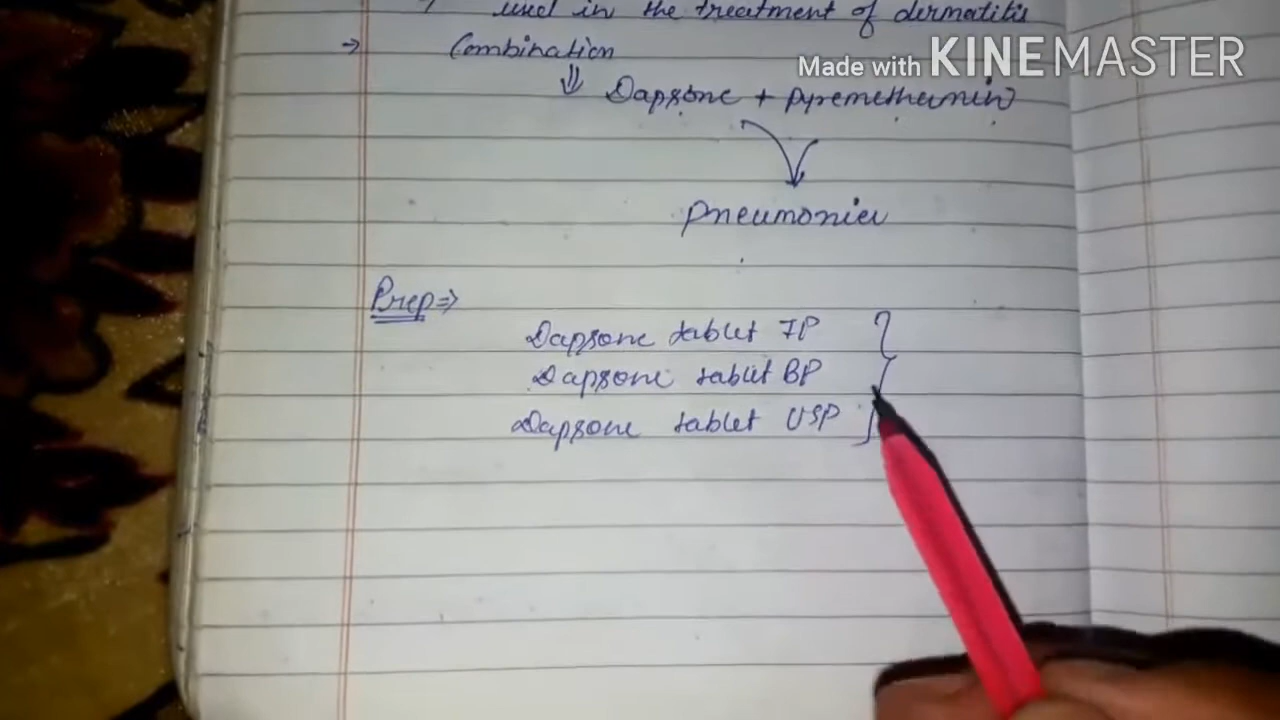 used in the treatment of dermatitis
→ Combination
Made with KINEMASTER
⇓ Dapsone + pyremethamin
Pneumonia
Prep ⇒
Dapsone tablet IP
Dapsone tablet BP
Dapsone tablet USP